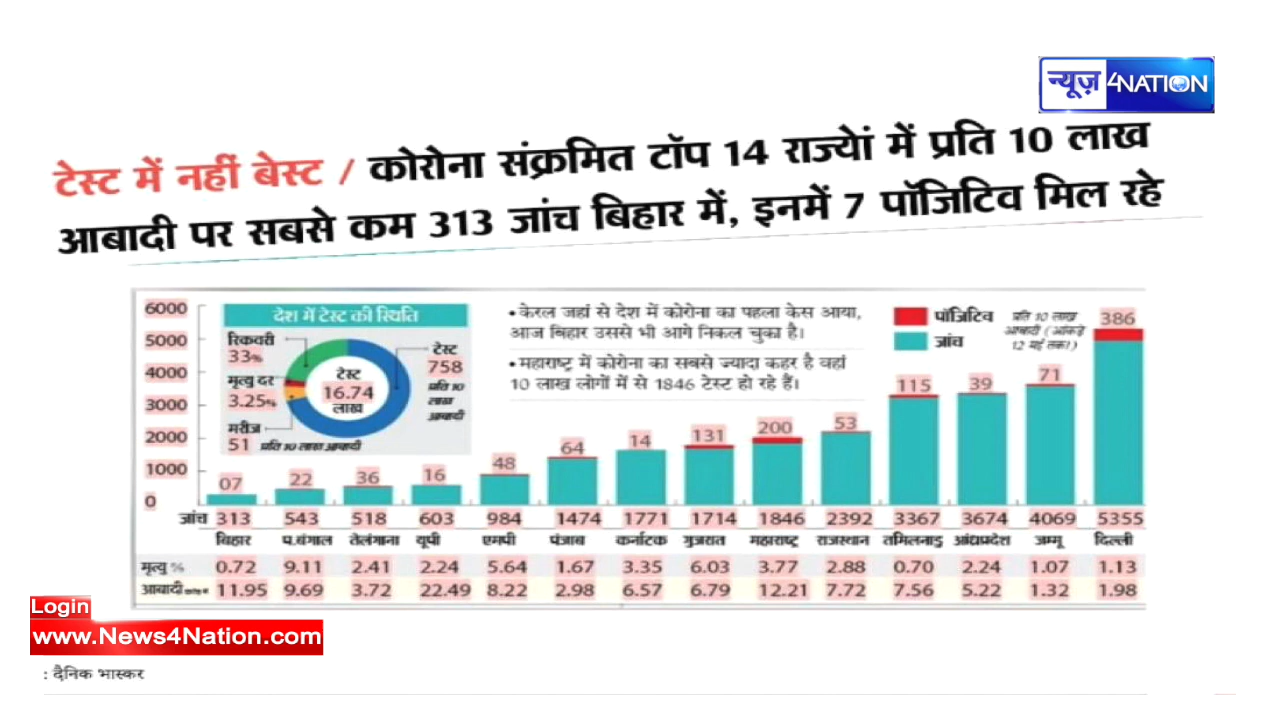 न्यूज़ 4NATION
टेस्ट में नहीं बेस्ट / कोरोना संक्रमित टॉप 14 राज्यों में प्रति 10 लाख
आबादी पर सबसे कम 313 जांच बिहार में, इनमें 7 पॉजिटिव मिल रहे
देश में टेस्ट की स्थिति
रिकवरी
33%
मृत्यु दर
3.25%
मरीज
51 प्रति 10 लाख आबादी
टेस्ट
16.74
लाख
टेस्ट
758
प्रति 10
लाख
आबादी
• केरल जहां से देश में कोरोना का पहला केस आया,
आज बिहार उससे भी आगे निकल चुका है।
• महाराष्ट्र में कोरोना का सबसे ज्यादा कहर है वहां
10 लाख लोगों में से 1846 टेस्ट हो रहे हैं।
पॉजिटिव
जांच
प्रति 10 लाख
आबादी (आंकड़े
12 मई तक।)
6000
5000
4000
3000
2000
1000
0
07 22 36 16 48 64 14 131 200 53 115 39 71 386
जांच 313 543 518 603 984 1474 1771 1714 1846 2392 3367 3674 4069 5355
बिहार प.बंगाल तेलंगाना यूपी एमपी पंजाब कर्नाटक गुजरात महाराष्ट्र राजस्थान तमिलनाडु आंध्रप्रदेश जम्मू दिल्ली
मृत्यु % 0.72 9.11 2.41 2.24 5.64 1.67 3.35 6.03 3.77 2.88 0.70 2.24 1.07 1.13
आबादी 11.95 9.69 3.72 22.49 8.22 2.98 6.57 6.79 12.21 7.72 7.56 5.22 1.32 1.98
Login
www.News4Nation.com
: दैनिक भास्कर